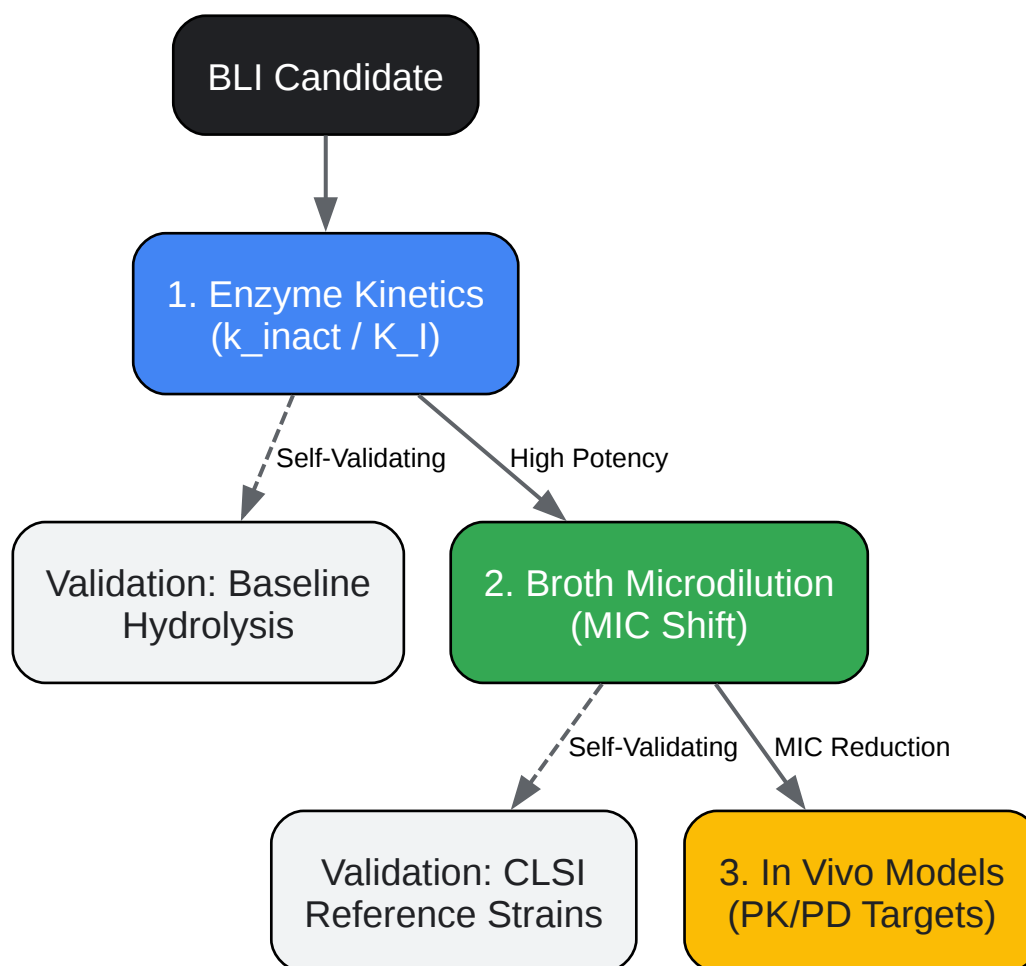 BLI Candidate
1. Enzyme Kinetics
(k_inact / K_I)
Self-Validating
High Potency
Validation: Baseline
Hydrolysis
2. Broth Microdilution
(MIC Shift)
Self-Validating
MIC Reduction
Validation: CLSI
Reference Strains
3. In Vivo Models
(PK/PD Targets)